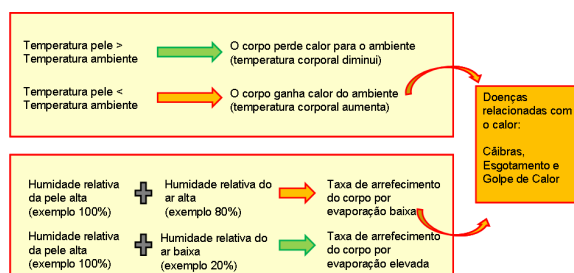 Temperatura pele >
Temperatura ambiente
O corpo perde calor para o ambiente
(temperatura corporal diminui)
Temperatura pele <
Temperatura ambiente
O corpo ganha calor do ambiente
(temperatura corporal aumenta)
Doenças
relacionadas com
o calor:
Cãibras,
Esgotamento e
Golpe de Calor
Humidade relativa
da pele alta
(exemplo 100%)
Humidade relativa do
ar alta
(exemplo 80%)
Taxa de arrefecimento
do corpo por
evaporação baixa
Humidade relativa
da pele alta
(exemplo 100%)
Humidade relativa do
ar baixa
(exemplo 20%)
Taxa de arrefecimento
do corpo por
evaporação elevada